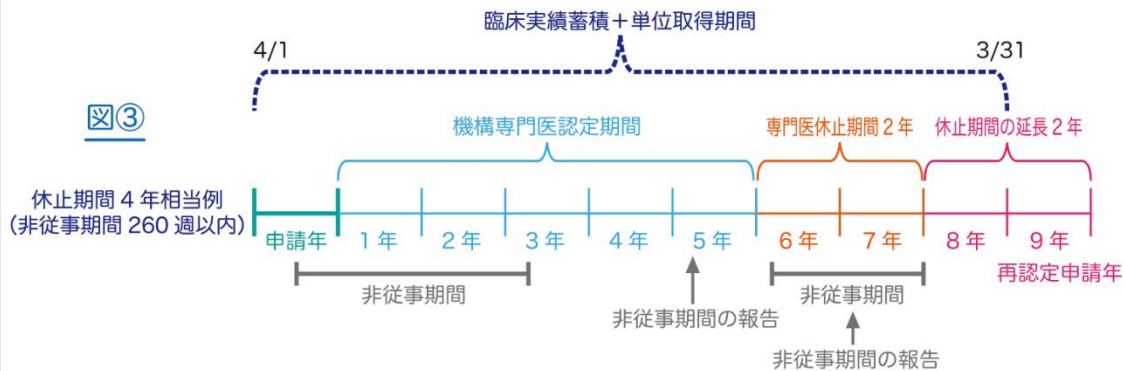 臨床実績蓄積+単位取得期間
4/1
3/31
図③
機構専門医認定期間
専門医休止期間2年
休止期間の延長2年
休止期間4年相当例
(非従事期間260週以内)
申請年
1年
2年
3年
4年
5年
6年
7年
8年
9年
再認定申請年
非従事期間
非従事期間
非従事期間の報告
非従事期間の報告